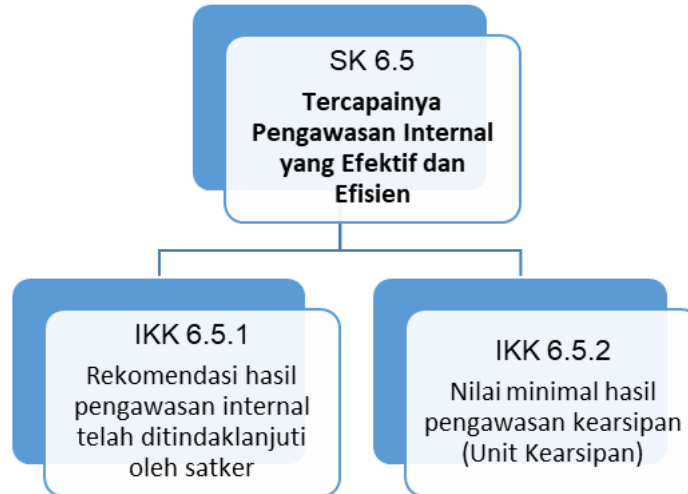 SK 6.5
Tercapainya
Pengawasan Internal
yang Efektif dan
Efisien
IKK 6.5.1
Rekomendasi hasil
pengawasan internal
telah ditindaklanjuti
oleh satker
IKK 6.5.2
Nilai minimal hasil
pengawasan kearsipan
(Unit Kearsipan)